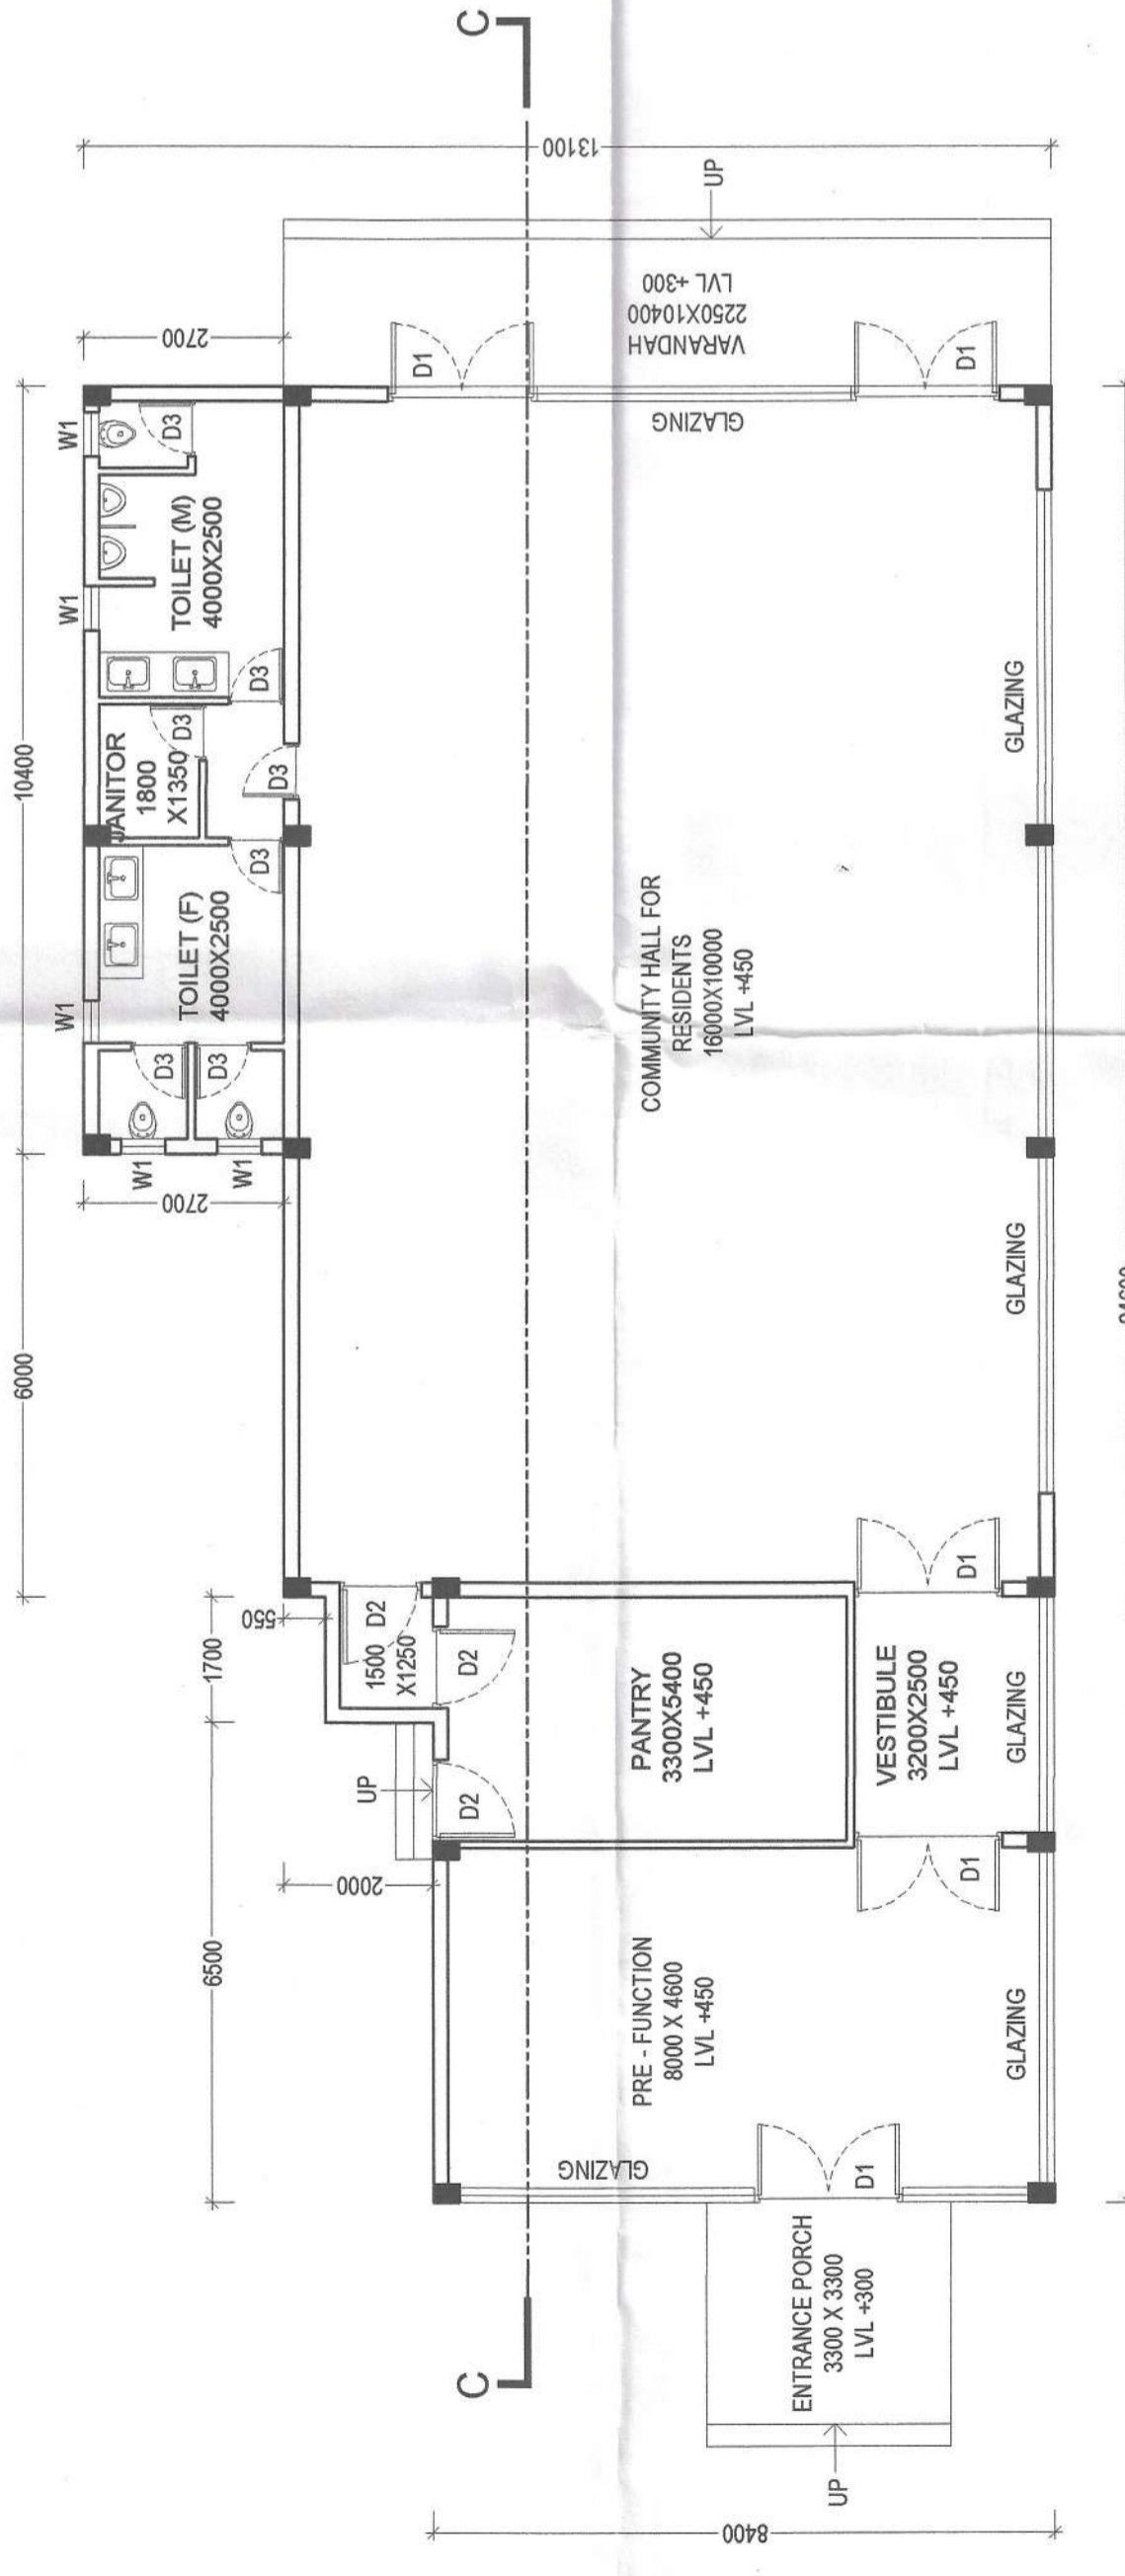 C
13100
UP
VARANDAH
2250X10400
LVL +300
D1
D1
GLAZING
2700
10400
W1
D3
W1
TOILET (M)
4000X2500
D3
JANITOR
1800
X1350
D3
D3
D3
TOILET (F)
4000X2500
W1
D3
D3
W1
W1
2700
6000
COMMUNITY HALL FOR
RESIDENTS
16000X10000
LVL +450
GLAZING
GLAZING
550
1700
D2
1500
X1250
D2
D2
UP
2000
6500
PANTRY
3300X5400
LVL +450
D1
VESTIBULE
3200X2500
LVL +450
GLAZING
D1
PRE - FUNCTION
8000 X 4600
LVL +450
GLAZING
GLAZING
D1
ENTRANCE PORCH
3300 X 3300
LVL +300
UP
C
8400